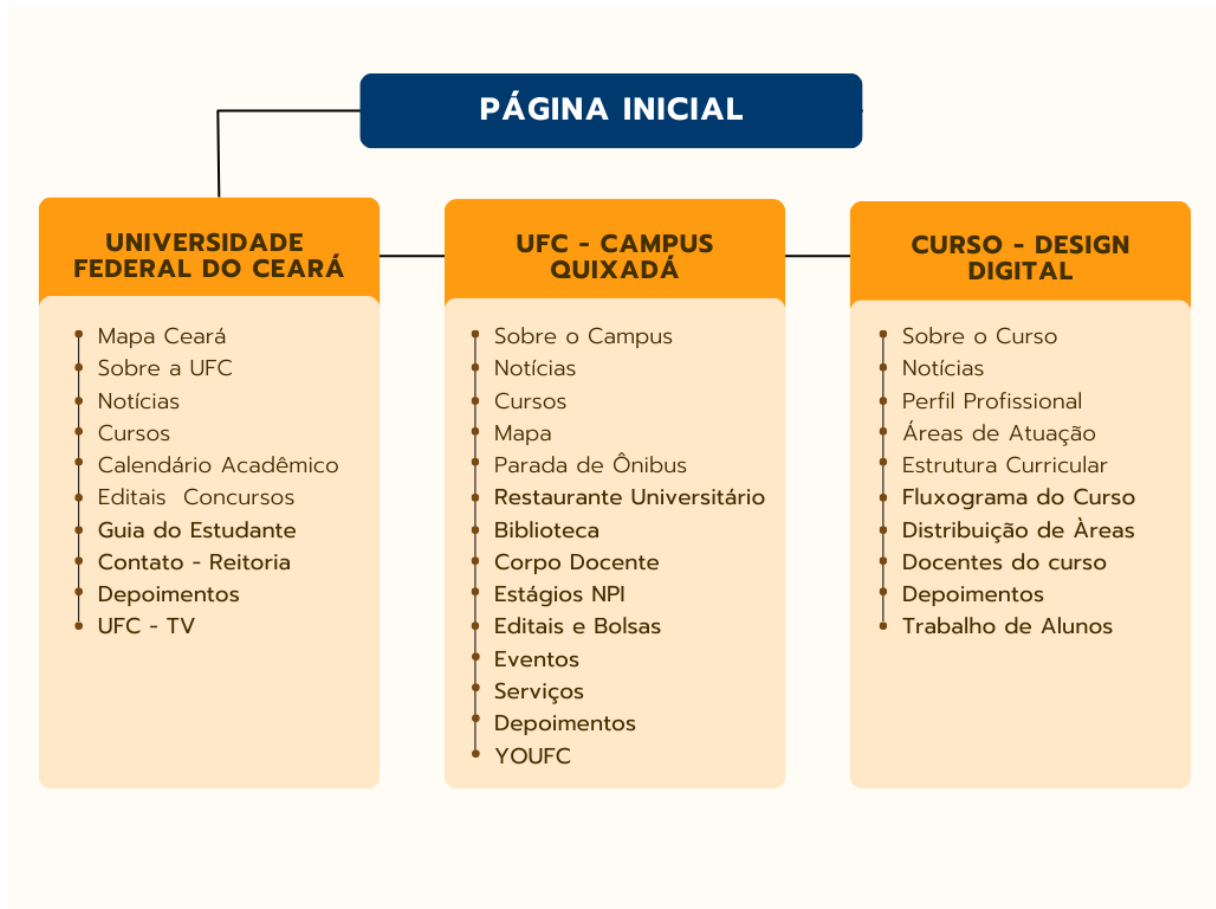 PÁGINA INICIAL
UNIVERSIDADE
FEDERAL DO CEARÁ
Mapa Ceará
Sobre a UFC
Notícias
Cursos
Calendário Acadêmico
Editais  Concursos
Guia do Estudante
Contato - Reitoria
Depoimentos
UFC - TV
UFC - CAMPUS
QUIXADÁ
Sobre o Campus
Notícias
Cursos
Mapa
Parada de Ônibus
Restaurante Universitário
Biblioteca
Corpo Docente
Estágios NPI
Editais e Bolsas
Eventos
Serviços
Depoimentos
YOUFC
CURSO - DESIGN
DIGITAL
Sobre o Curso
Notícias
Perfil Profissional
Áreas de Atuação
Estrutura Curricular
Fluxograma do Curso
Distribuição de Àreas
Docentes do curso
Depoimentos
Trabalho de Alunos